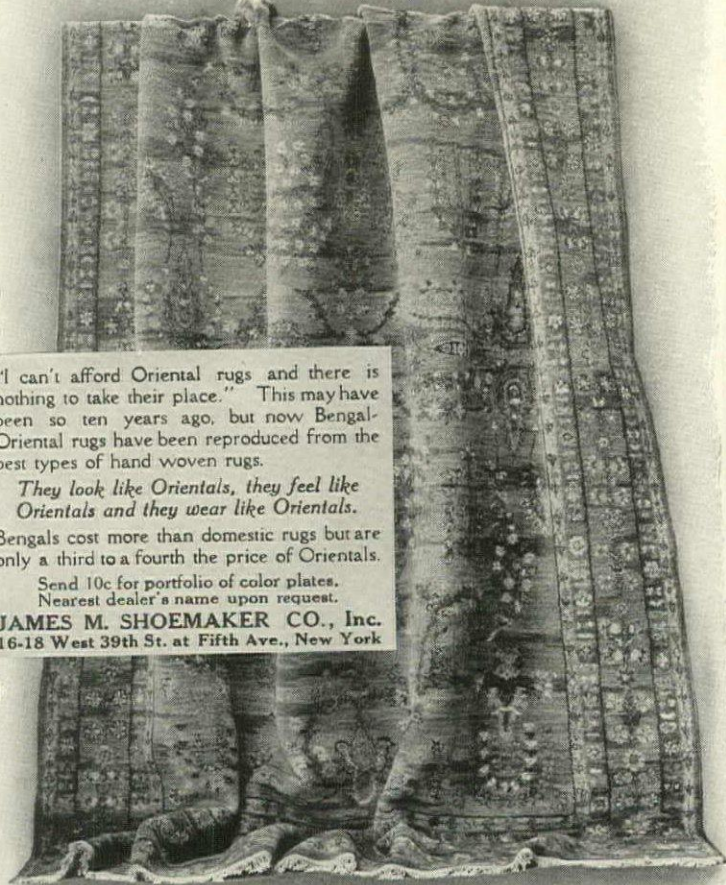 "I can't afford Oriental rugs and there is
nothing to take their place." This may have
been so ten years ago, but now Bengal-
Oriental rugs have been reproduced from the
best types of hand woven rugs.
They look like Orientals, they feel like
Orientals and they wear like Orientals.
Bengals cost more than domestic rugs but are
only a third to a fourth the price of Orientals.
Send 10c for portfolio of color plates.
Nearest dealer's name upon request.
JAMES M. SHOEMAKER CO., Inc.
16-18 West 39th St. at Fifth Ave., New York